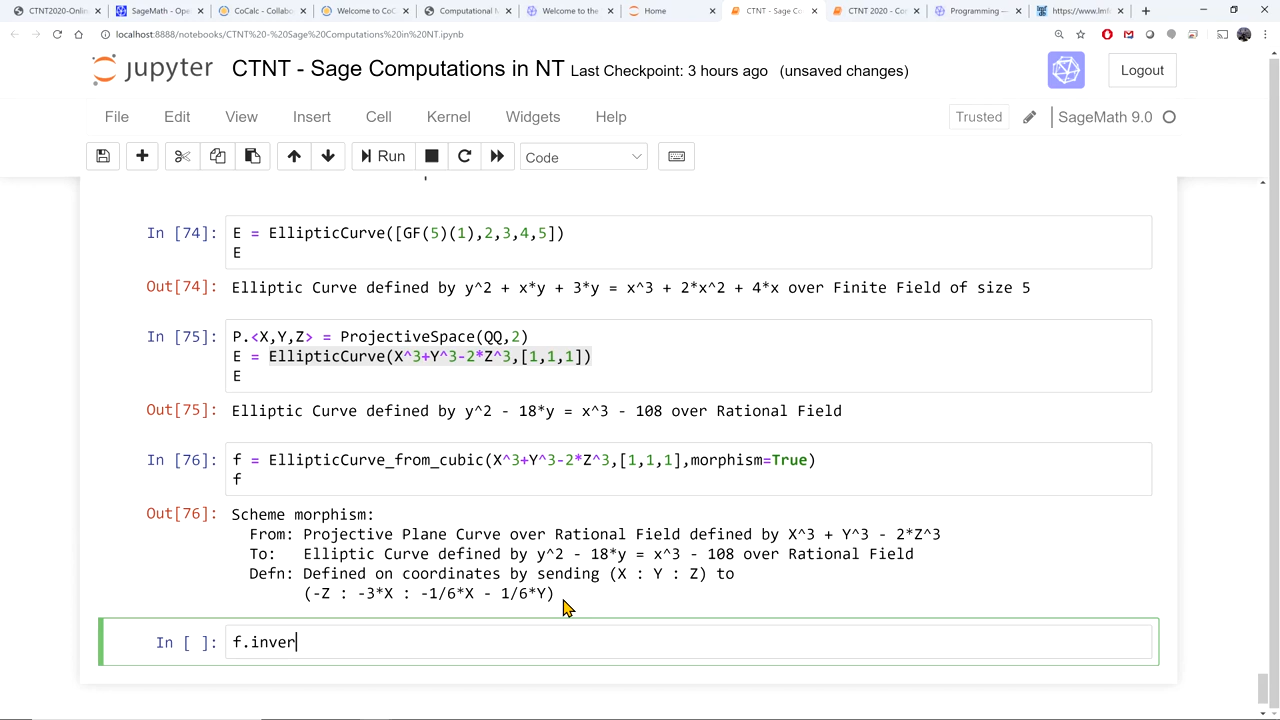 CTNT2020-Onlin
SageMath - Ope
CoCalc - Collabo
Welcome to CoC
Computational N
Welcome to the
Home
CTNT - Sage Co
CTNT 2020 - Con
Programming —
https://www.lmf
localhost:8888/notebooks/CTNT%20-%20Sage%20Computations%20in%20NT.ipynb
jupyter CTNT - Sage Computations in NT Last Checkpoint: 3 hours ago (unsaved changes) Logout
File Edit View Insert Cell Kernel Widgets Help Trusted SageMath 9.0
Run Code
In [74]: E = EllipticCurve([GF(5)(1),2,3,4,5])
E
Out[74]: Elliptic Curve defined by y^2 + x*y + 3*y = x^3 + 2*x^2 + 4*x over Finite Field of size 5
In [75]: P.<X,Y,Z> = ProjectiveSpace(QQ,2)
E = EllipticCurve(X^3+Y^3-2*Z^3,[1,1,1])
E
Out[75]: Elliptic Curve defined by y^2 - 18*y = x^3 - 108 over Rational Field
In [76]: f = EllipticCurve_from_cubic(X^3+Y^3-2*Z^3,[1,1,1],morphism=True)
f
Out[76]: Scheme morphism:
From: Projective Plane Curve over Rational Field defined by X^3 + Y^3 - 2*Z^3
To: Elliptic Curve defined by y^2 - 18*y = x^3 - 108 over Rational Field
Defn: Defined on coordinates by sending (X : Y : Z) to
(-Z : -3*X : -1/6*X - 1/6*Y)
In [ ]: f.inver